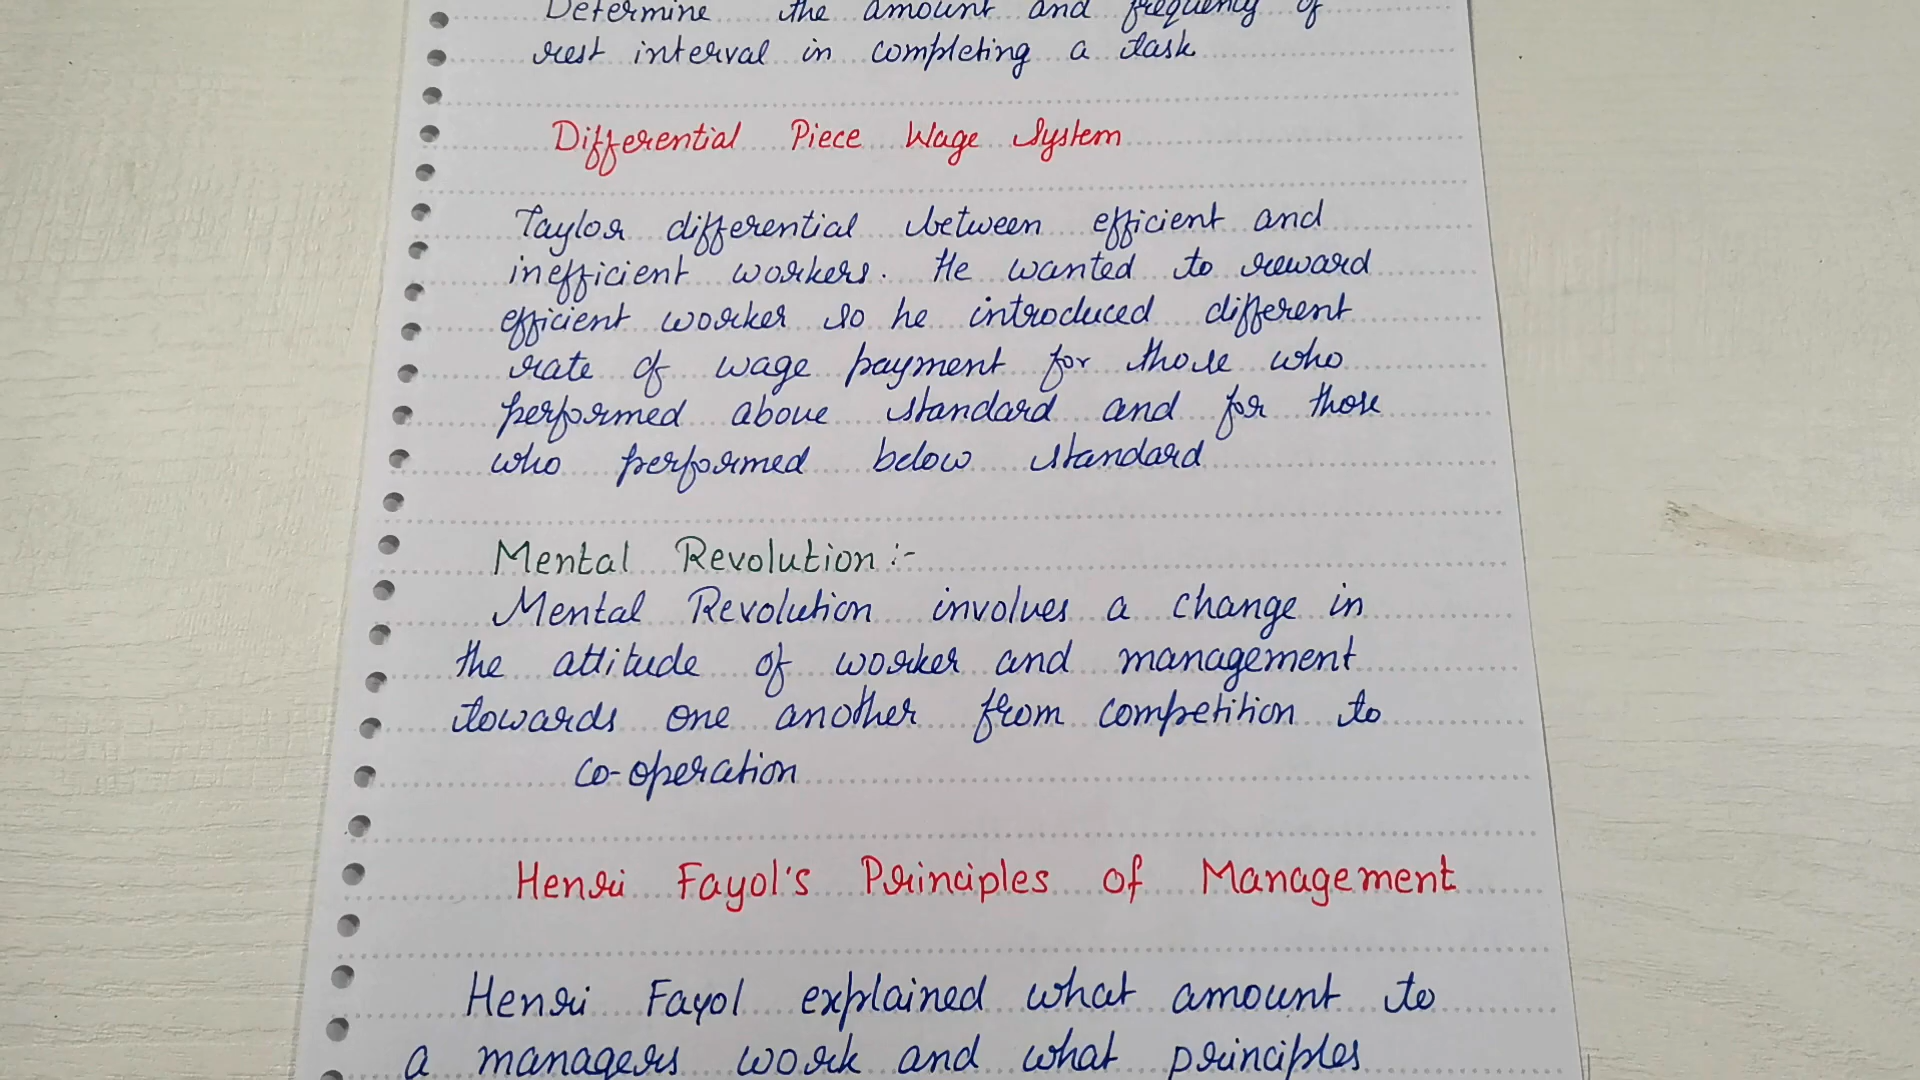 Determine the amount and frequency of
rest interval in completing a task
Differential Piece Wage System
Taylor differential between efficient and
inefficient workers. He wanted to reward
efficient worker so he introduced different
rate of wage payment for those who
performed above standard and for those
who performed below standard
Mental Revolution :-
Mental Revolution involves a change in
the attitude of worker and management
towards one another from competition to
co-operation
Henri Fayol's Principles of Management
Henri Fayol explained what amount to
a managers work and what principles